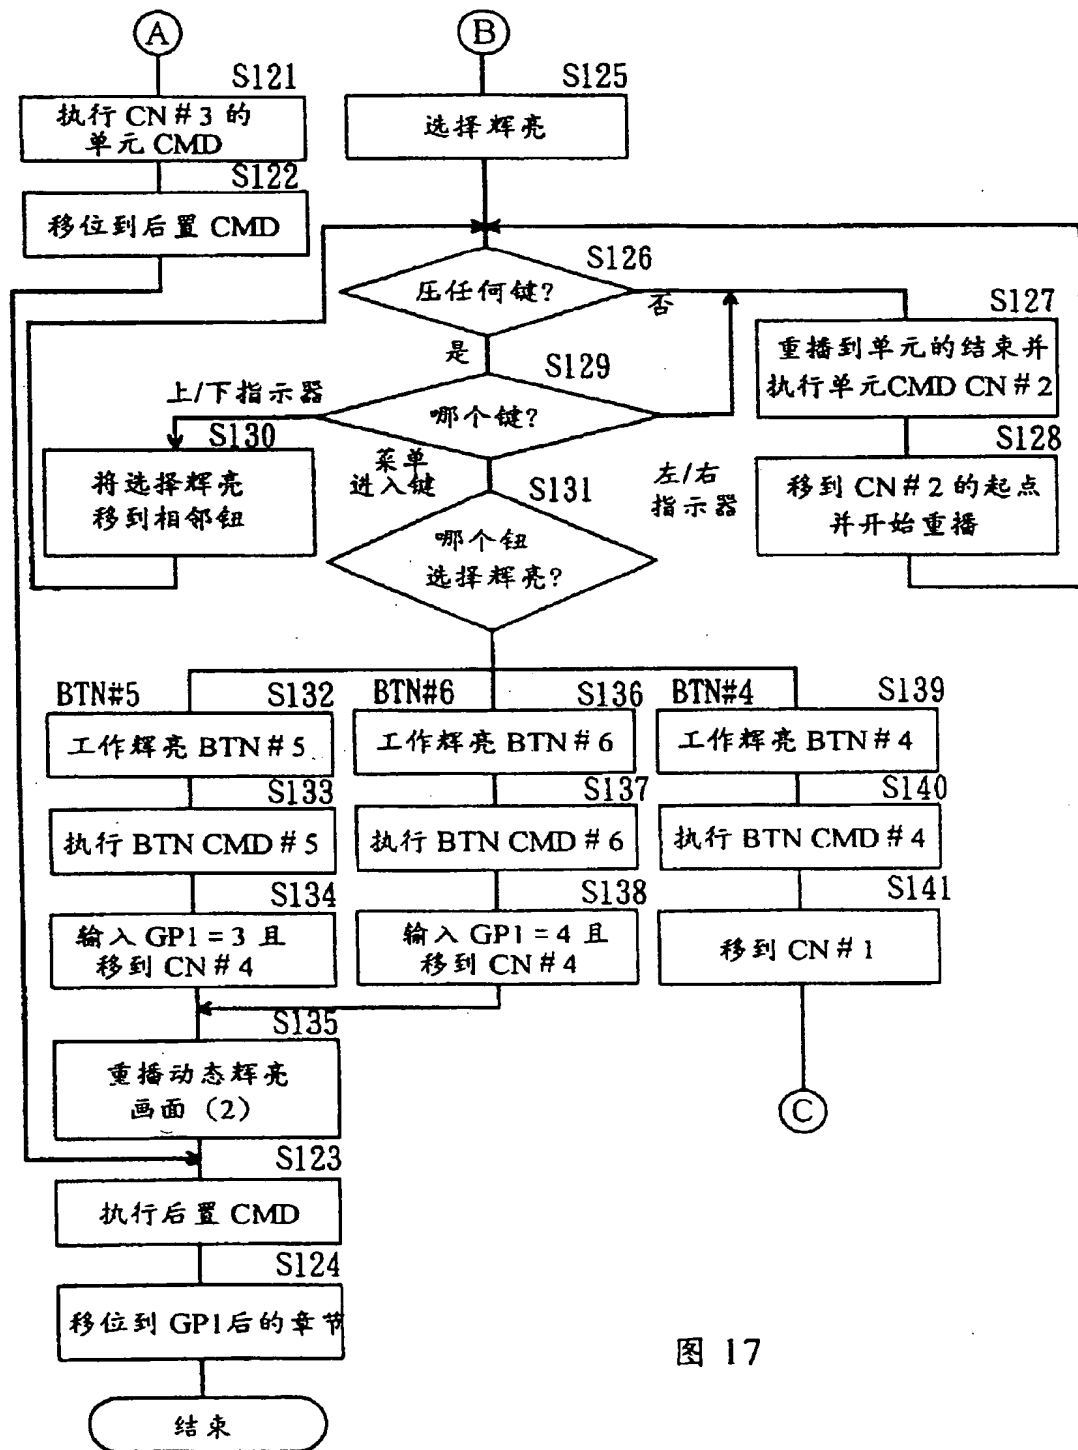 A
B
S121
执行 CN#3 的
单元 CMD
S125
选择辉亮
S122
移位到后置 CMD
S126
压任何键?
否
是
S127
重播到单元的结束并
执行单元CMD CN#2
S129
哪个键?
上/下指示器
S130
将选择辉亮
移到相邻钮
菜单
进入键
左/右
指示器
S128
移到 CN#2 的起点
并开始重播
S131
哪个钮
选择辉亮?
BTN#5
S132
工作辉亮 BTN#5
BTN#6
S136
工作辉亮 BTN#6
BTN#4
S139
工作辉亮 BTN#4
S133
执行 BTN CMD#5
S137
执行 BTN CMD#6
S140
执行 BTN CMD#4
S134
输入 GP1=3 且
移到 CN#4
S138
输入 GP1=4 且
移到 CN#4
S141
移到 CN#1
S135
重播动态辉亮
画面 (2)
C
S123
执行后置 CMD
S124
移位到 GP1后的章节
结束
图 17